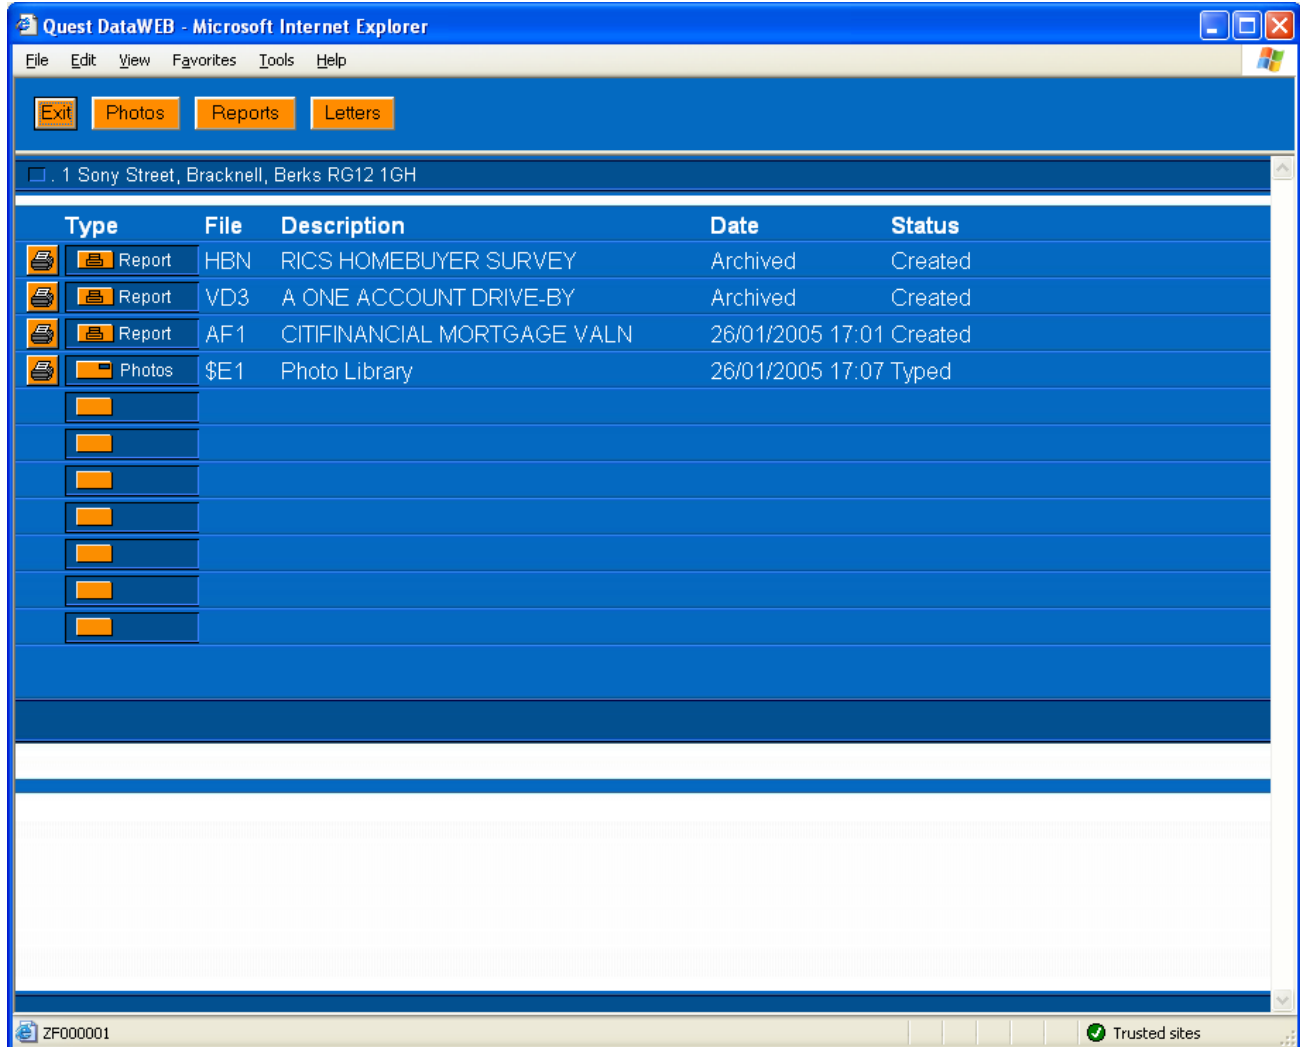 Quest DataWEB - Microsoft Internet Explorer
File Edit View Favorites Tools Help
Exit Photos Reports Letters
. 1 Sony Street, Bracknell, Berks RG12 1GH
Type File Description Date Status
Report HBN RICS HOMEBUYER SURVEY Archived Created
Report VD3 A ONE ACCOUNT DRIVE-BY Archived Created
Report AF1 CITIFINANCIAL MORTGAGE VALN 26/01/2005 17:01 Created
Photos $E1 Photo Library 26/01/2005 17:07 Typed
ZF000001 Trusted sites